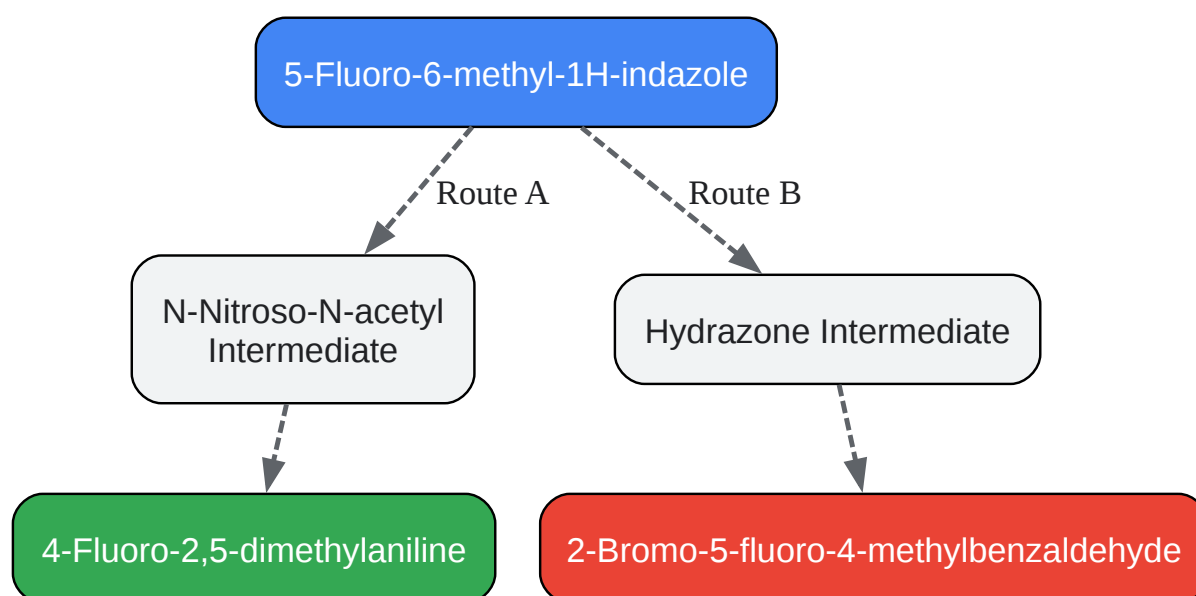 5-Fluoro-6-methyl-1H-indazole
Route A
Route B
N-Nitroso-N-acetyl
Intermediate
Hydrazone Intermediate
4-Fluoro-2,5-dimethylaniline
2-Bromo-5-fluoro-4-methylbenzaldehyde